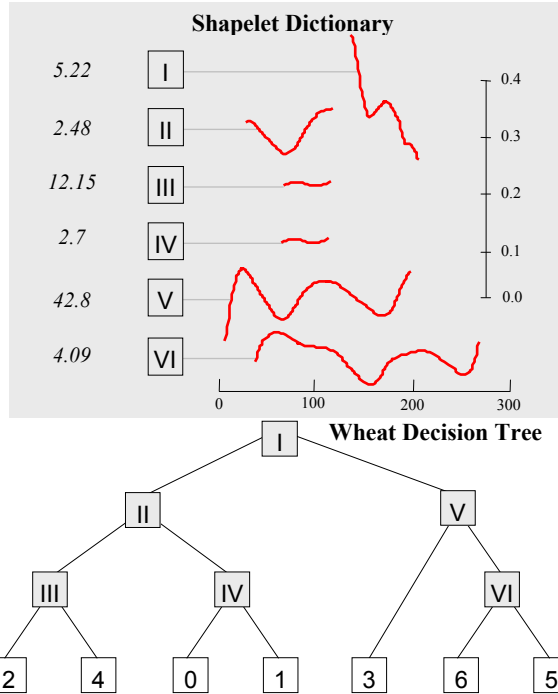 Shapelet Dictionary
5.22 I 0.4
2.48 II 0.3
12.15 III 0.2
2.7 IV 0.1
42.8 V 0.0
4.09 VI
0 100 200 300
Wheat Decision Tree
I
II V
III IV VI
2 4 0 1 3 6 5